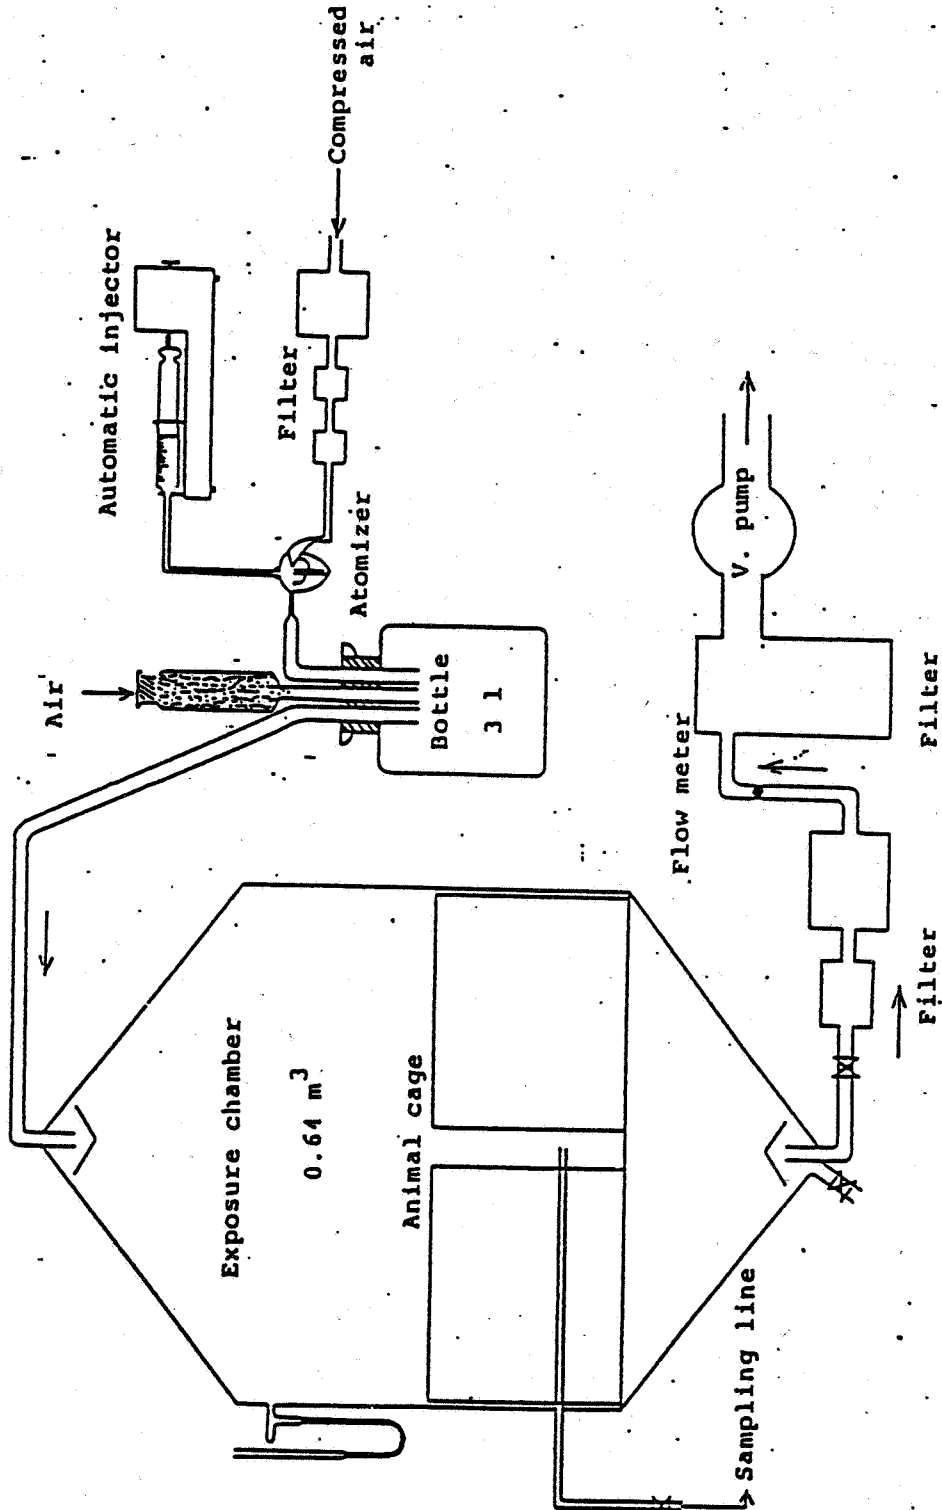 Compressed
air
Automatic injector
Filter
Atomizer
Air
Bottle
3 l
V. pump
Flow meter
Filter
Filter
Exposure chamber
0.64 m³
Animal cage
Sampling line